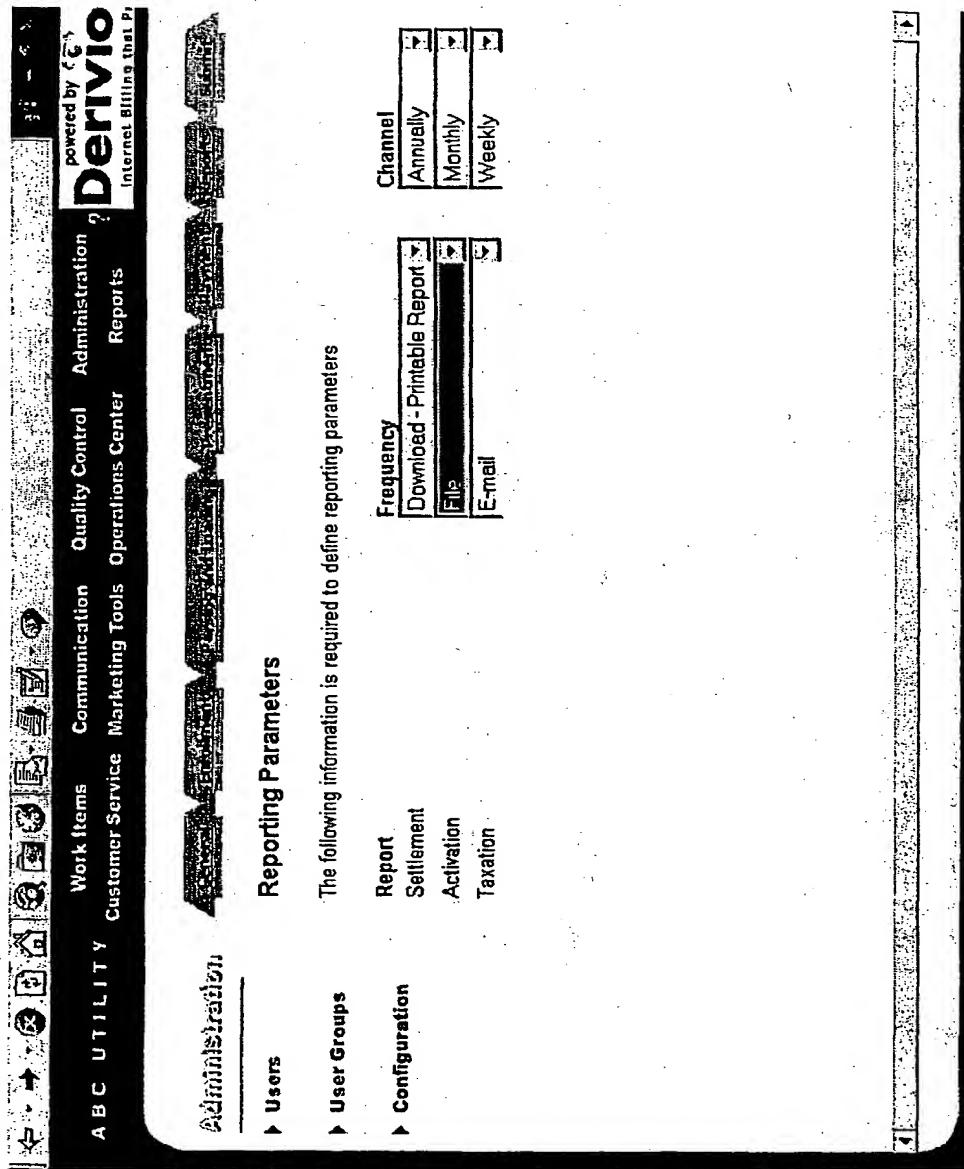 powered by
Derivio
Internet Billing that P
ABC UTILITY
Work Items Communication Quality Control Administration ?
Customer Service Marketing Tools Operations Center Reports
Administration
Users
User Groups
Configuration
Reporting Parameters
The following information is required to define reporting parameters
Report Frequency Channel
Settlement Download - Printable Report Annually
Activation File Monthly
Taxation E-mail Weekly